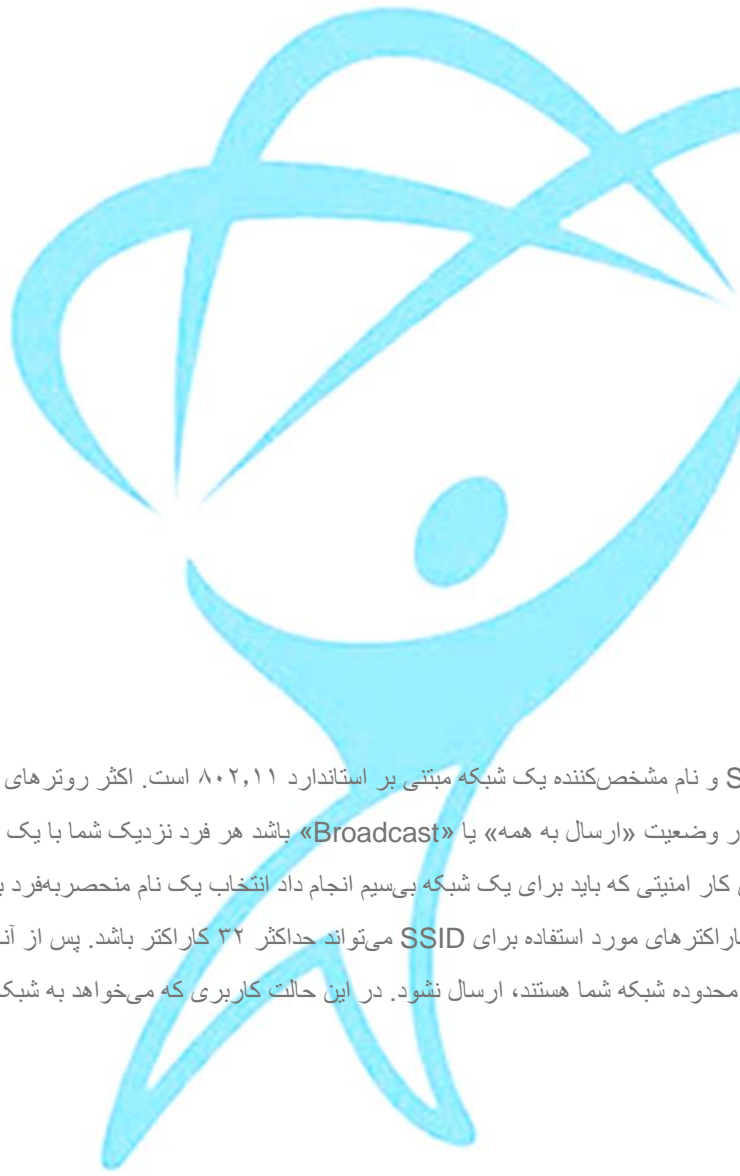 و نام مشخص‌کننده یک شبکه مبتنی بر استاندارد ۸۰۲,۱۱ است. اکثر روترهای
وضعیت «ارسال به همه» یا «Broadcast» باشد هر فرد نزدیک شما با یک
کار امنیتی که باید برای یک شبکه بی‌سیم انجام داد انتخاب یک نام منحصربه‌فرد
کاراکترهای مورد استفاده برای SSID می‌تواند حداکثر ۳۲ کاراکتر باشد. پس از
محدوده شبکه شما هستند، ارسال نشود. در این حالت کاربری که می‌خواهد به